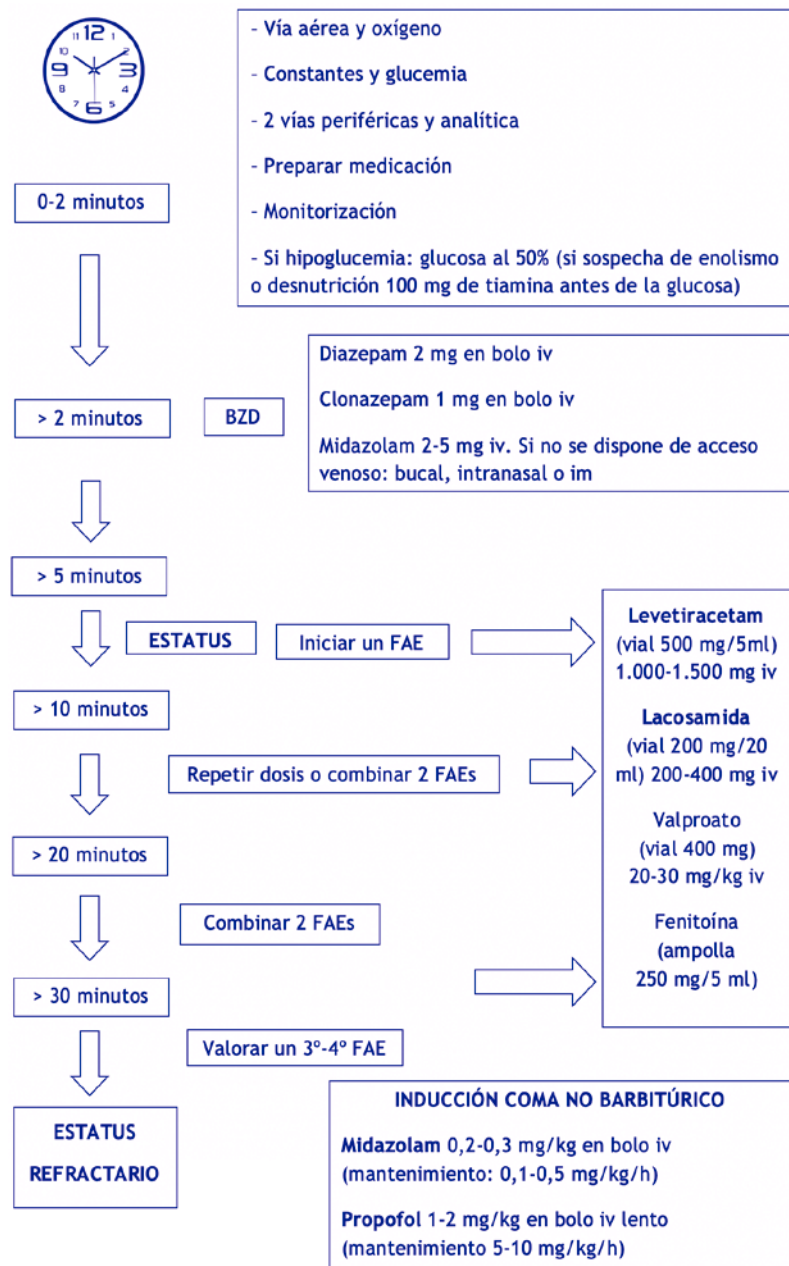 11 12 1
10 2
9 3
8 4
7 6 5
- Vía aérea y oxígeno
- Constantes y glucemia
- 2 vías periféricas y analítica
- Preparar medicación
- Monitorización
- Si hipoglucemia: glucosa al 50% (si sospecha de enolismo
o desnutrición 100 mg de tiamina antes de la glucosa)
0-2 minutos
Diazepam 2 mg en bolo iv
Clonazepam 1 mg en bolo iv
Midazolam 2-5 mg iv. Si no se dispone de acceso
venoso: bucal, intranasal o im
> 2 minutos
BZD
> 5 minutos
ESTATUS
Iniciar un FAE
Levetiracetam
(vial 500 mg/5ml)
1.000-1.500 mg iv
Lacosamida
(vial 200 mg/20
ml) 200-400 mg iv
Valproato
(vial 400 mg)
20-30 mg/kg iv
Fenitoína
(ampolla
250 mg/5 ml)
> 10 minutos
Repetir dosis o combinar 2 FAEs
> 20 minutos
Combinar 2 FAEs
> 30 minutos
Valorar un 3º-4º FAE
ESTATUS
REFRACTARIO
INDUCCIÓN COMA NO BARBITÚRICO
Midazolam 0,2-0,3 mg/kg en bolo iv
(mantenimiento: 0,1-0,5 mg/kg/h)
Propofol 1-2 mg/kg en bolo iv lento
(mantenimiento 5-10 mg/kg/h)